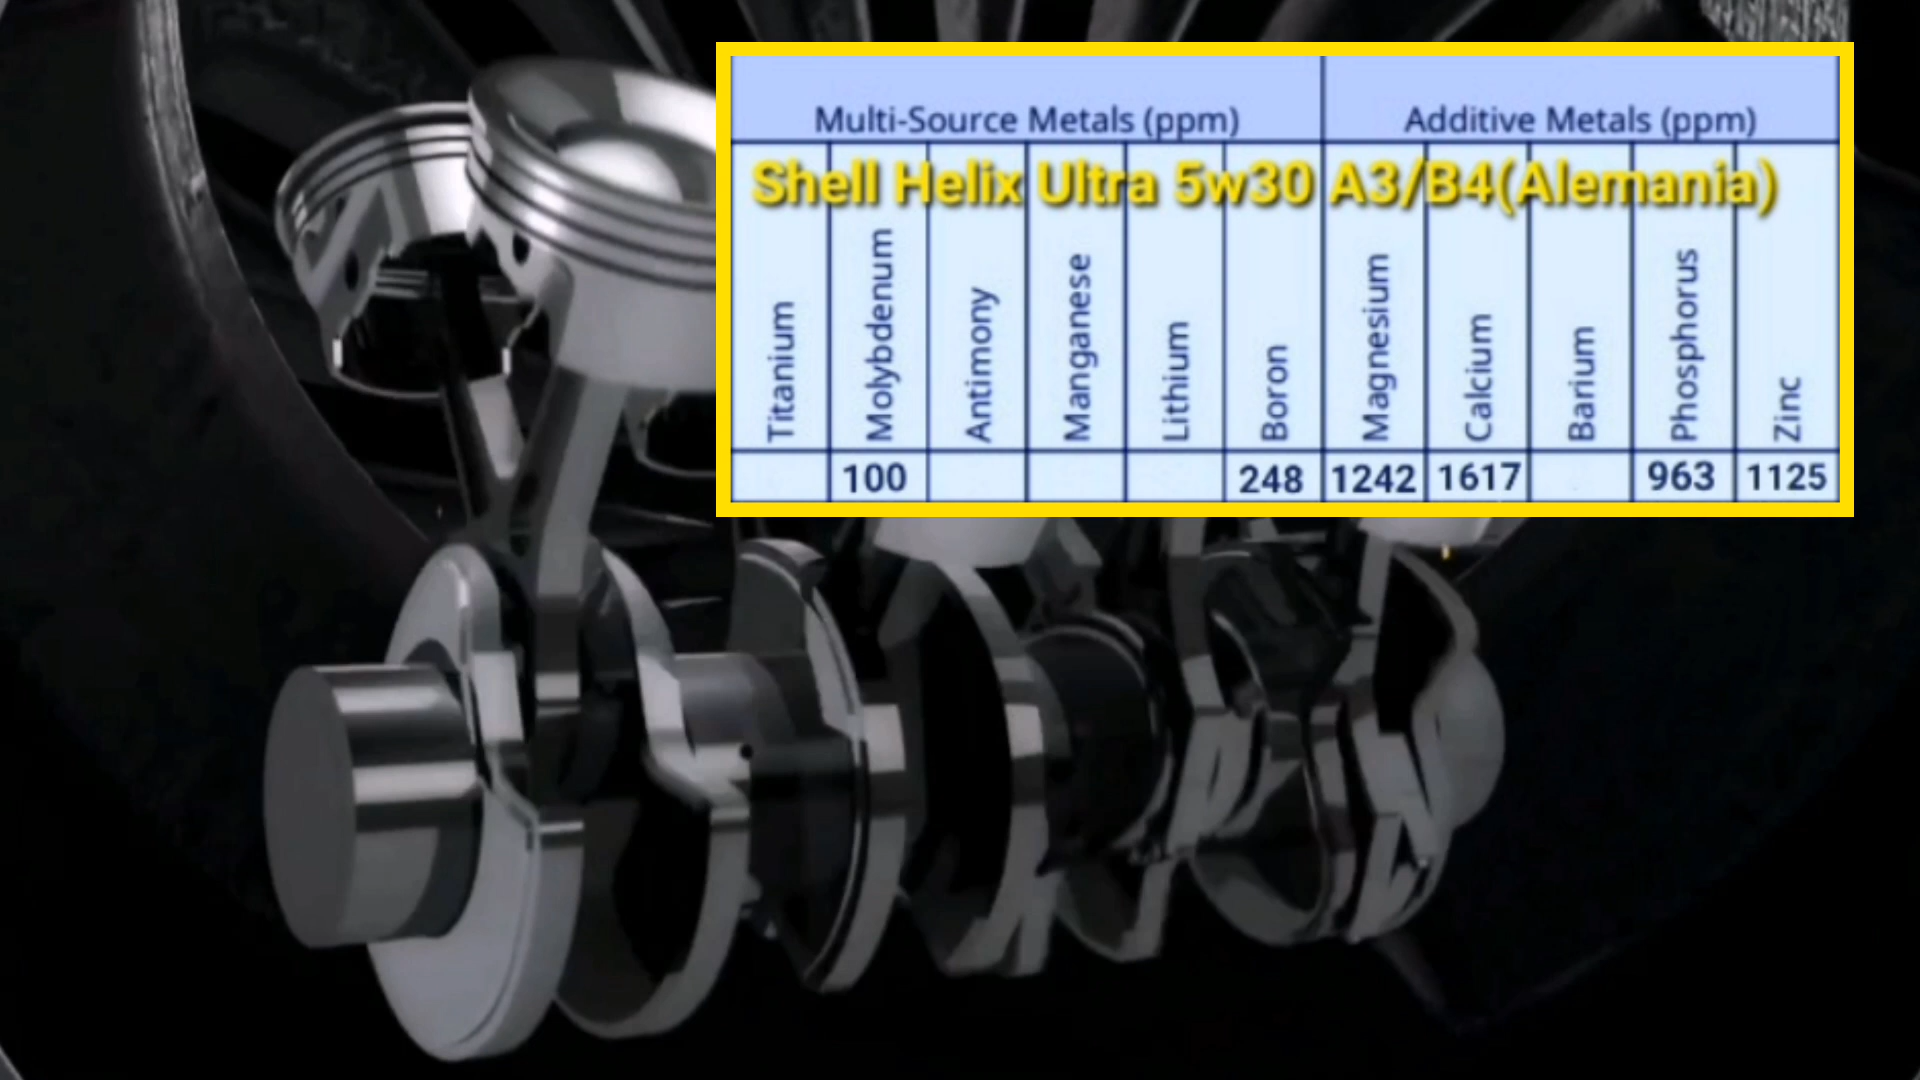 Multi-Source Metals (ppm) Additive Metals (ppm)
Shell Helix Ultra 5w30 A3/B4(Alemania)
Titanium Molybdenum Antimony Manganese Lithium Boron Magnesium Calcium Barium Phosphorus Zinc
100 248 1242 1617 963 1125